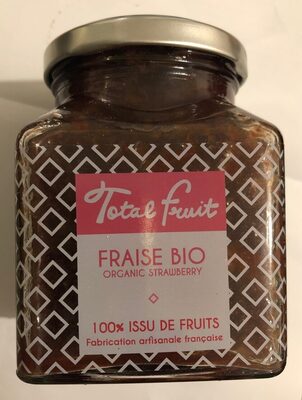 Total fruit
FRAISE BIO
ORGANIC STRAWBERRY
100% ISSU DE FRUITS
Fabrication artisanale française